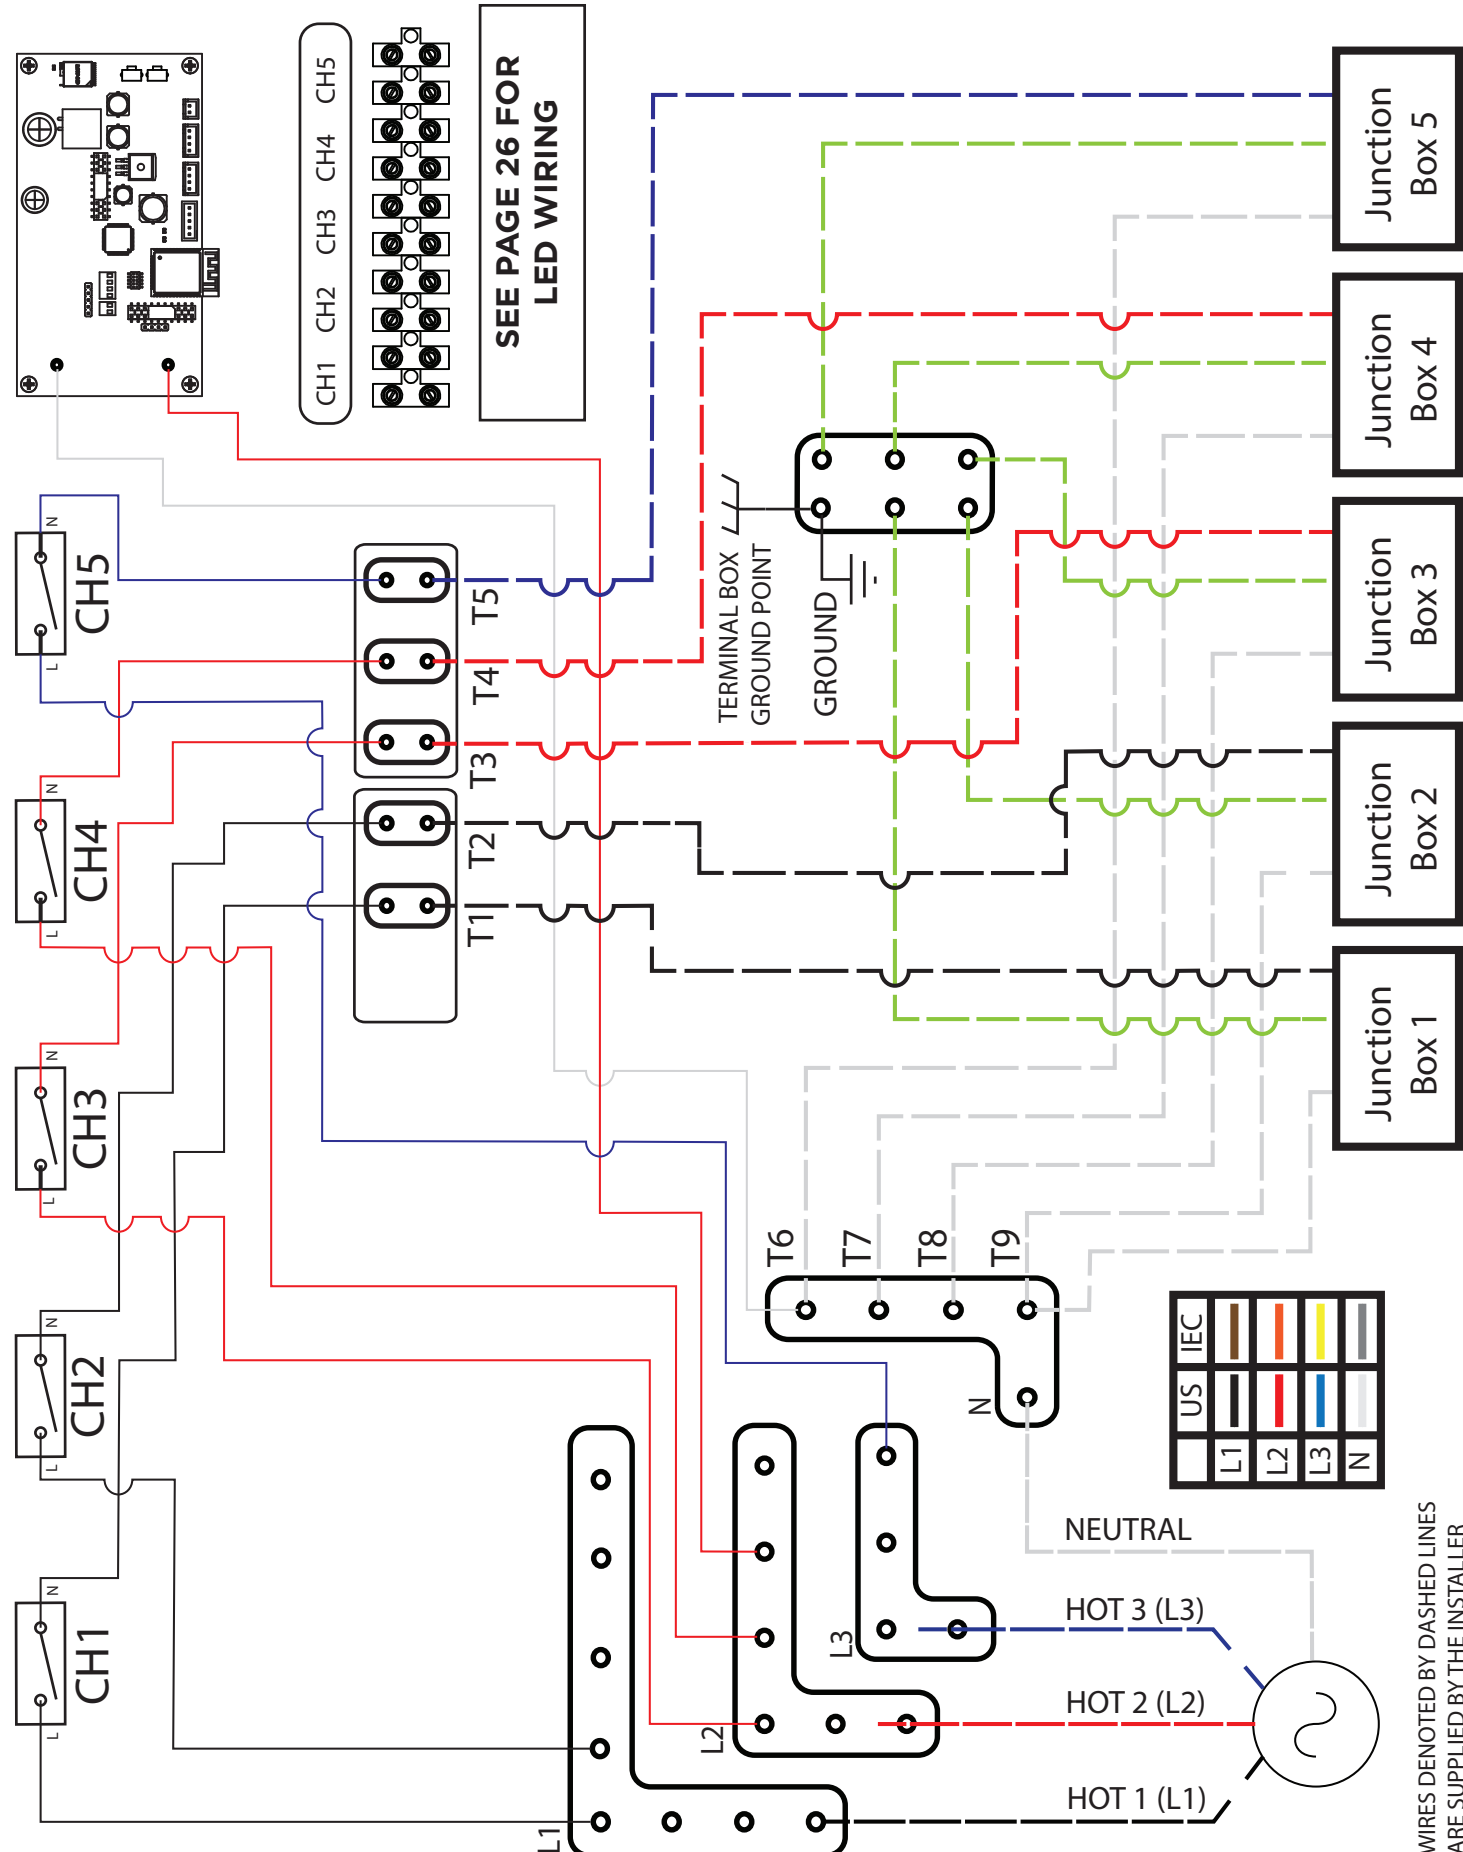 CH1 CH2 CH3 CH4 CH5
SEE PAGE 26 FOR
LED WIRING
L
N
CH5
L
N
CH4
L
N
CH3
L
N
CH2
L
N
CH1
T5
T4
T3
T2
T1
TERMINAL BOX
GROUND POINT
GROUND
Junction
Box 5
Junction
Box 4
Junction
Box 3
Junction
Box 2
Junction
Box 1
T6
T7
T8
T9
N
L3
L2
L1
NEUTRAL
HOT 3 (L3)
HOT 2 (L2)
HOT 1 (L1)
US IEC
L1
L2
L3
N
WIRES DENOTED BY DASHED LINES
ARE SUPPLIED BY THE INSTALLER